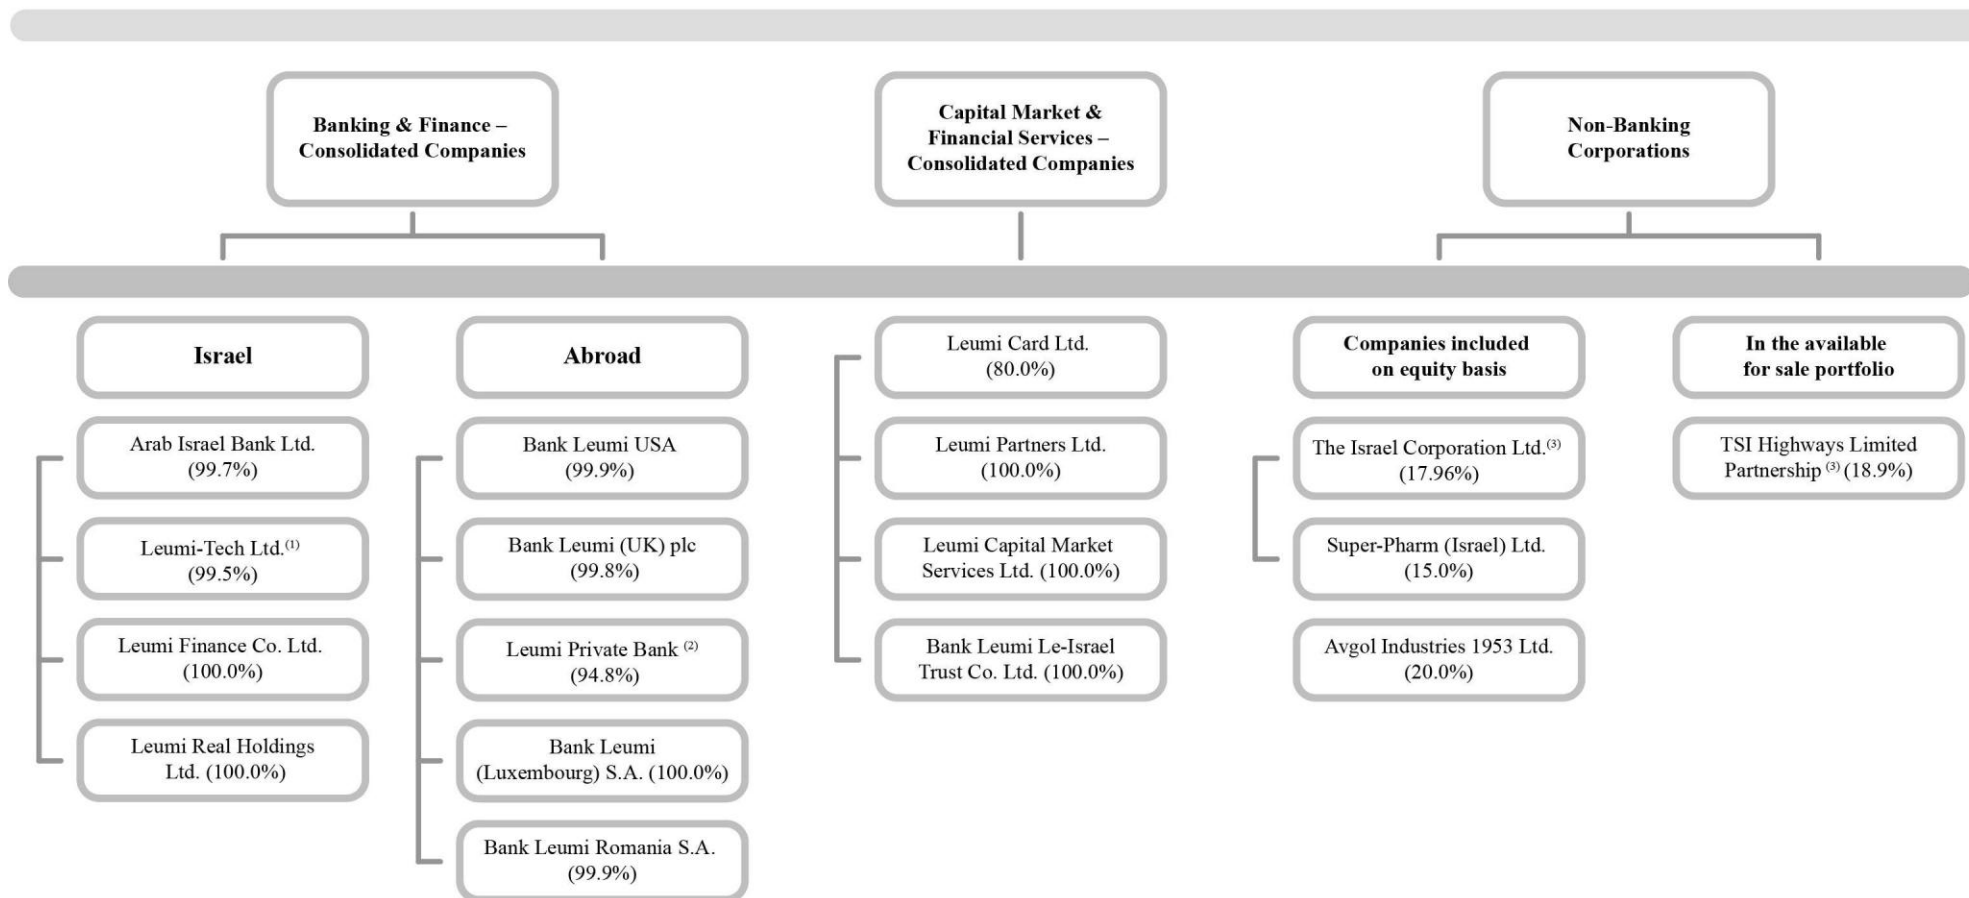 Banking & Finance –
Consolidated Companies
Capital Market &
Financial Services –
Consolidated Companies
Non-Banking
Corporations
Israel
Arab Israel Bank Ltd.
(99.7%)
Leumi-Tech Ltd.(1)
(99.5%)
Leumi Finance Co. Ltd.
(100.0%)
Leumi Real Holdings
Ltd. (100.0%)
Abroad
Bank Leumi USA
(99.9%)
Bank Leumi (UK) plc
(99.8%)
Leumi Private Bank (2)
(94.8%)
Bank Leumi
(Luxembourg) S.A. (100.0%)
Bank Leumi Romania S.A.
(99.9%)
Leumi Card Ltd.
(80.0%)
Leumi Partners Ltd.
(100.0%)
Leumi Capital Market
Services Ltd. (100.0%)
Bank Leumi Le-Israel
Trust Co. Ltd. (100.0%)
Companies included
on equity basis
The Israel Corporation Ltd.(3)
(17.96%)
Super-Pharm (Israel) Ltd.
(15.0%)
Avgol Industries 1953 Ltd.
(20.0%)
In the available
for sale portfolio
TSI Highways Limited
Partnership (3) (18.9%)